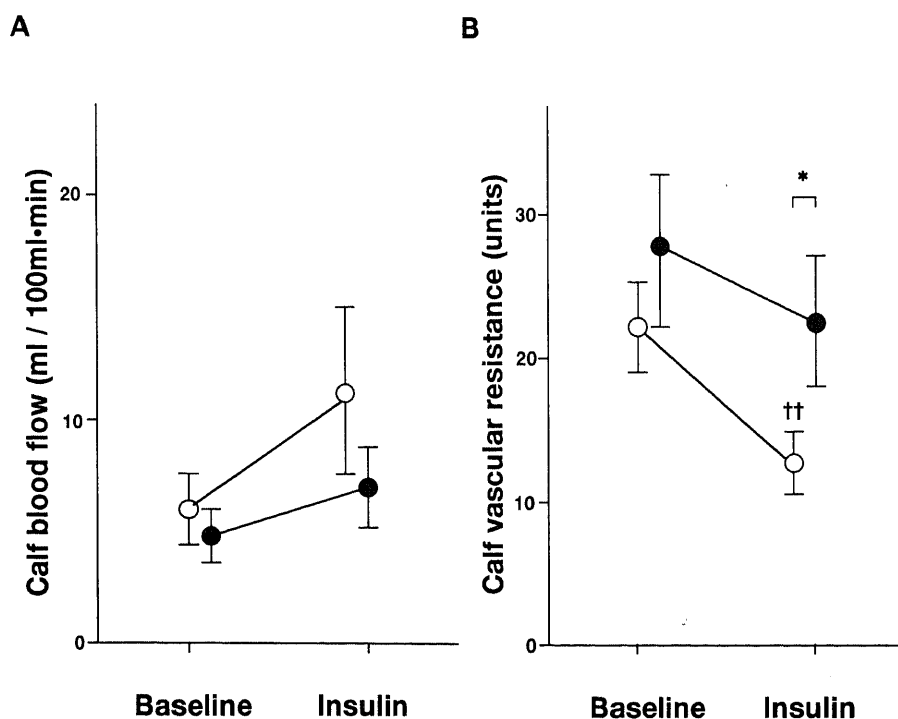 A
B
Calf blood flow (ml / 100ml•min)
20
10
0
Baseline
Insulin
Calf vascular resistance (units)
30
20
10
0
*
††
Baseline
Insulin